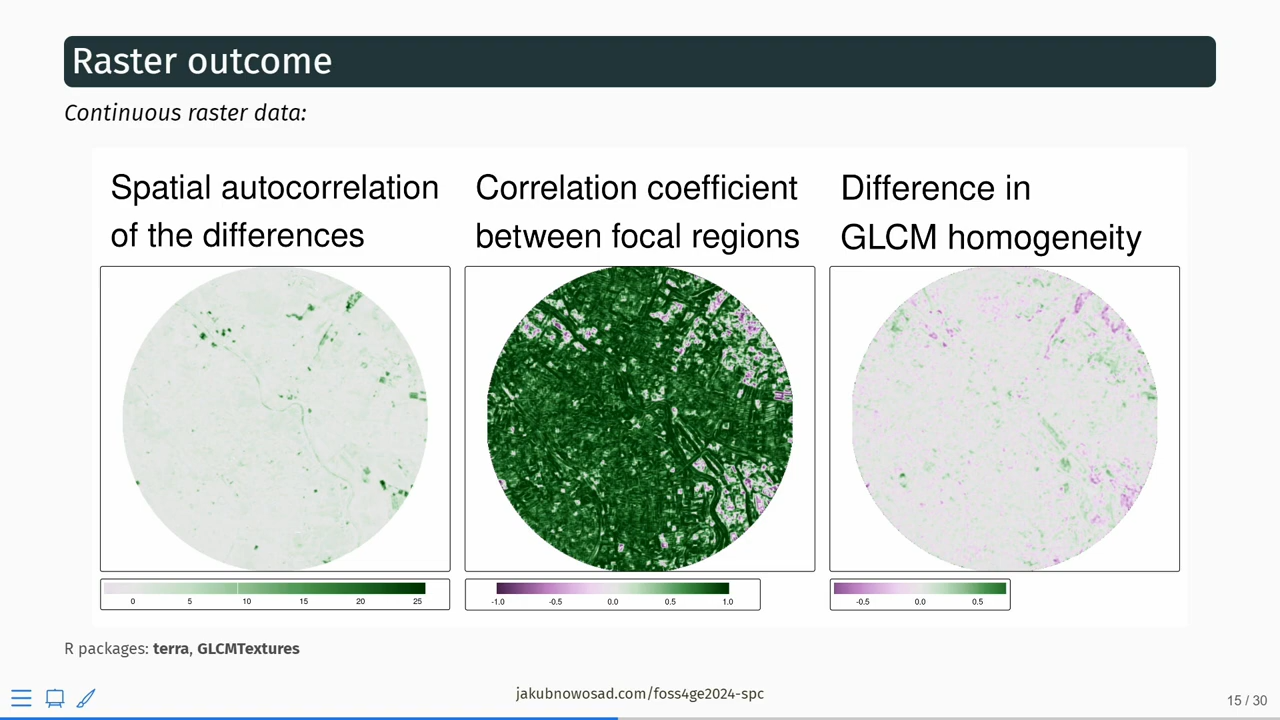 Raster outcome
Continuous raster data:
Spatial autocorrelation
of the differences
Correlation coefficient
between focal regions
Difference in
GLCM homogeneity
0 5 10 15 20 25
-1.0 -0.5 0.0 0.5 1.0
-0.5 0.0 0.5
R packages: terra, GLCMTextures
jakubnowosad.com/foss4ge2024-spc
15 / 30